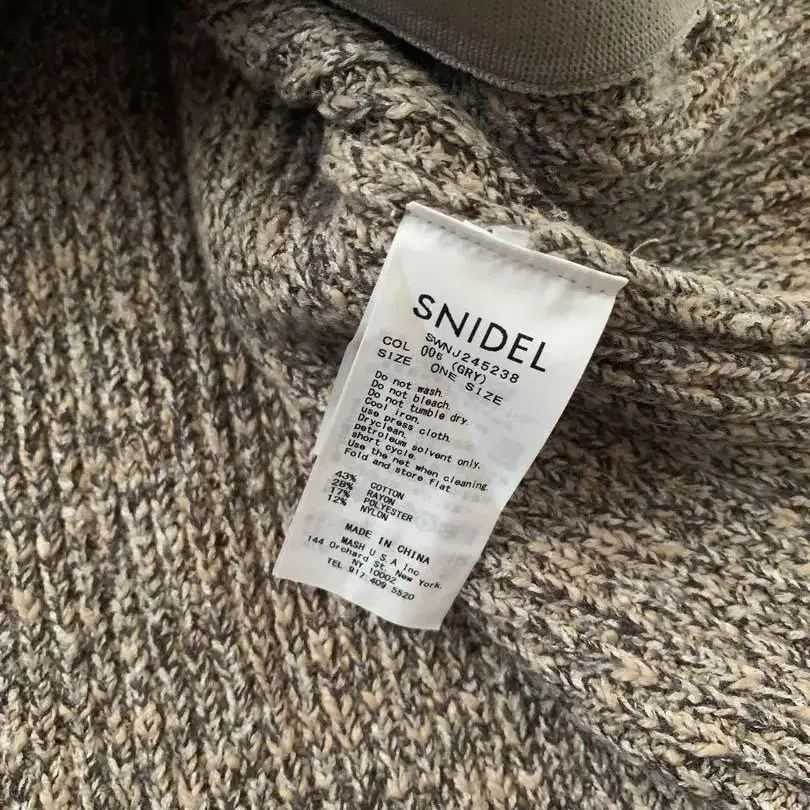 SNIDEL
SWNJ245238
COL 006 (GRY)
SIZE ONE SIZE
Do not wash.
Do not bleach.
Do not tumble dry.
Cool iron.
use press cloth.
Dryclean.
petroleum solvent only.
short cycle.
Use the net when cleaning.
Fold and store flat.
43% COTTON
28% RAYON
17% POLYESTER
12% NYLON
MADE IN CHINA
MASH U.S.A Inc
144 Orchard St. New York.
NY 10002
TEL 917 409 5520